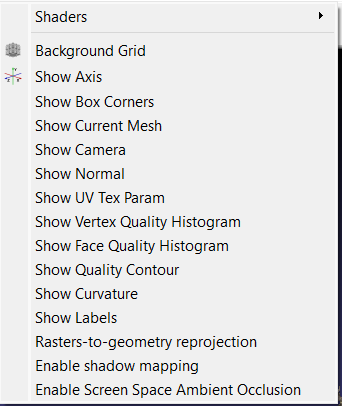 Shaders
Background Grid
Show Axis
Show Box Corners
Show Current Mesh
Show Camera
Show Normal
Show UV Tex Param
Show Vertex Quality Histogram
Show Face Quality Histogram
Show Quality Contour
Show Curvature
Show Labels
Rasters-to-geometry reprojection
Enable shadow mapping
Enable Screen Space Ambient Occlusion